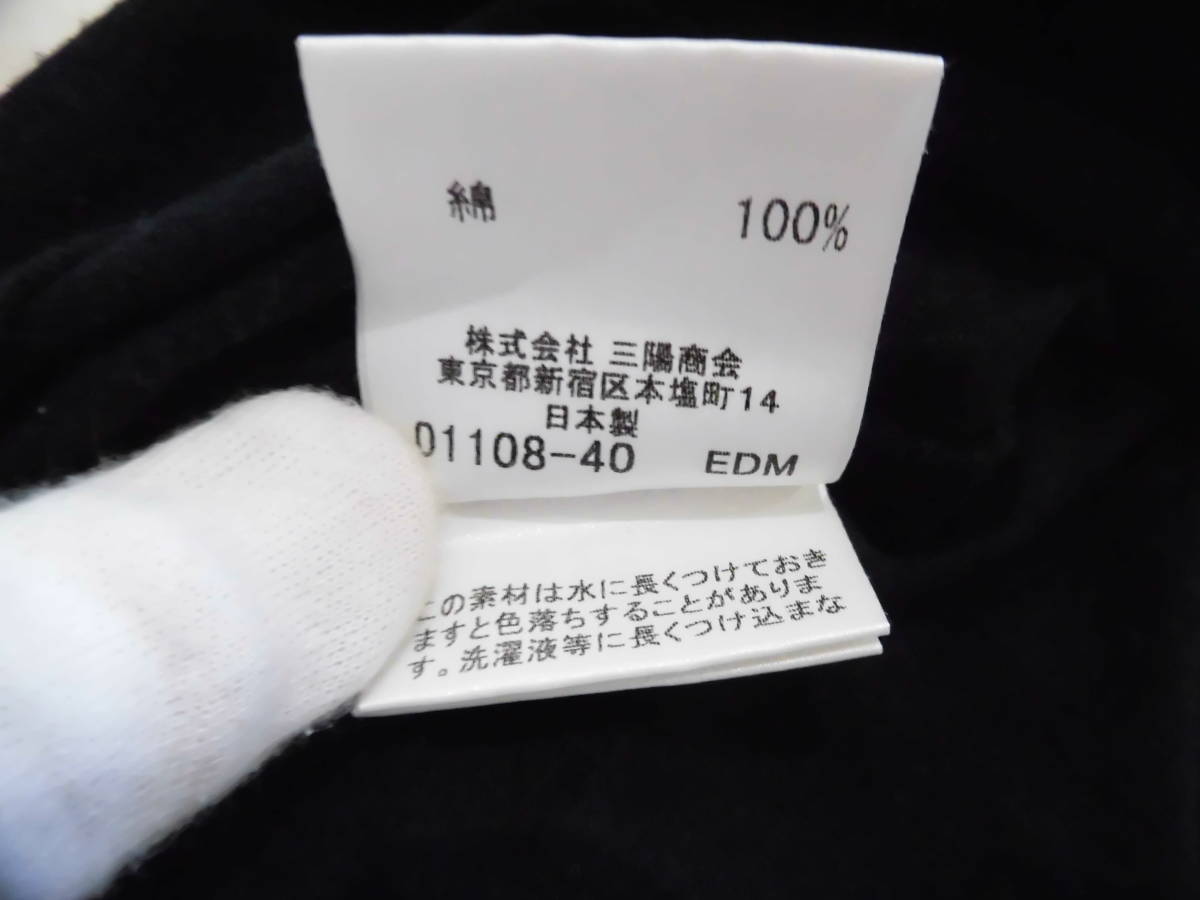 綿 100%
株式会社 三陽商会
東京都新宿区本塩町14
日本製
01108-40 EDM
この素材は水に長くつけておき
ますと色落ちすることがありま
す。洗濯液等に長くつけ込まな